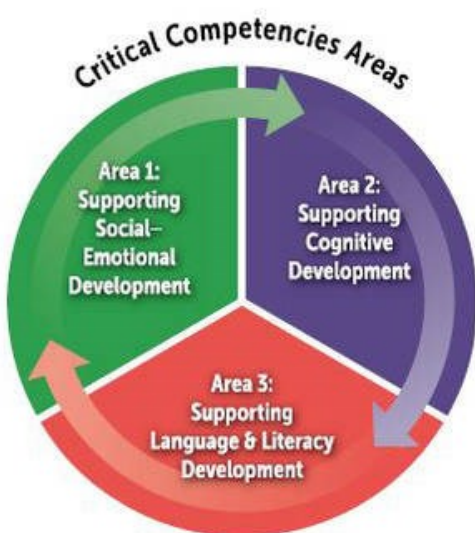 Critical Competencies Areas
Area 1:
Supporting
Social–
Emotional
Development
Area 2:
Supporting
Cognitive
Development
Area 3:
Supporting
Language & Literacy
Development